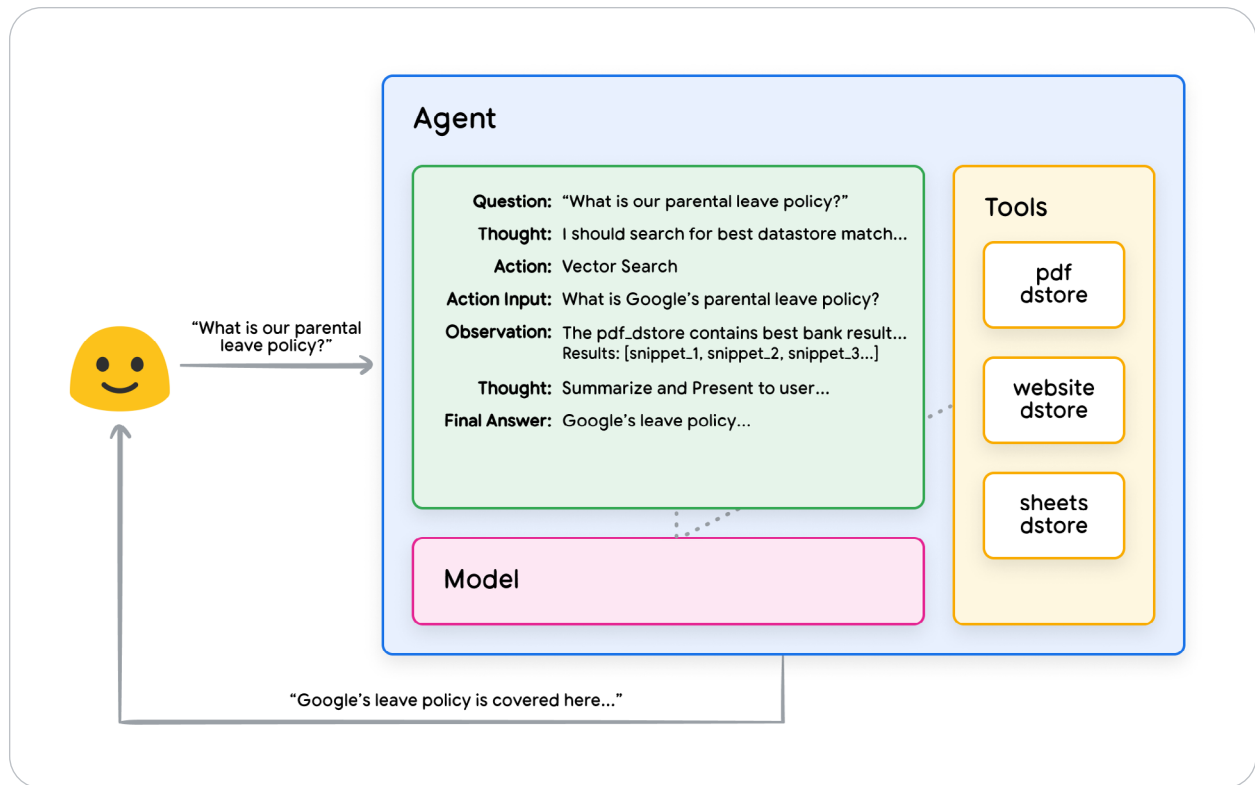 Agent
Question: “What is our parental leave policy?”
Thought: I should search for best datastore match...
Action: Vector Search
Action Input: What is Google’s parental leave policy?
Observation: The pdf_dstore contains best bank result...
Results: [snippet_1, snippet_2, snippet_3...]
Thought: Summarize and Present to user...
Final Answer: Google’s leave policy...
Tools
pdf
dstore
website
dstore
sheets
dstore
“What is our parental
leave policy?”
Model
“Google’s leave policy is covered here...”